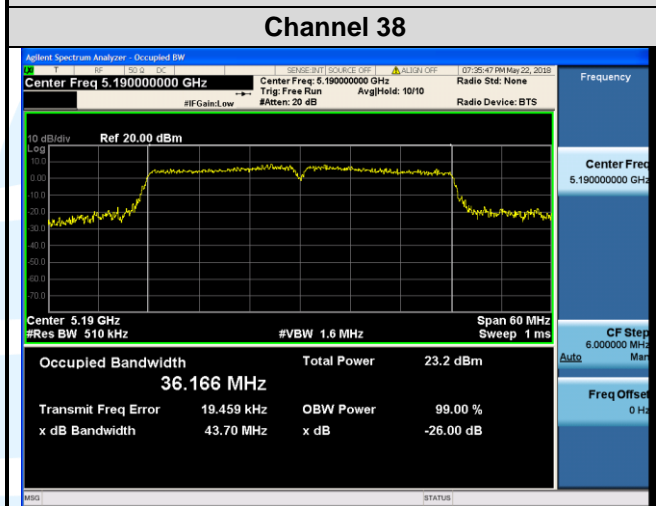 Channel 38
Agilent Spectrum Analyzer - Occupied BW
T RF 50 Ω DC SENSE:INT SOURCE OFF ALIGN OFF 07:35:47 PM May 22, 2018
Center Freq 5.190000000 GHz Center Freq: 5.190000000 GHz Radio Std: None Frequency
Trig: Free Run Avg|Hold: 10/10
#IFGain:Low #Atten: 20 dB Radio Device: BTS
10 dB/div Ref 20.00 dBm
Log
10.0
0.00
-10.0
-20.0
-30.0
-40.0
-50.0
-60.0
-70.0
Center Freq
5.190000000 GHz
Center 5.19 GHz Span 60 MHz
#Res BW 510 kHz #VBW 1.6 MHz Sweep 1 ms
CF Step
6.000000 MHz
Auto Man
Occupied Bandwidth Total Power 23.2 dBm
36.166 MHz
Freq Offset
0 Hz
Transmit Freq Error 19.459 kHz OBW Power 99.00 %
x dB Bandwidth 43.70 MHz x dB -26.00 dB
MSG STATUS